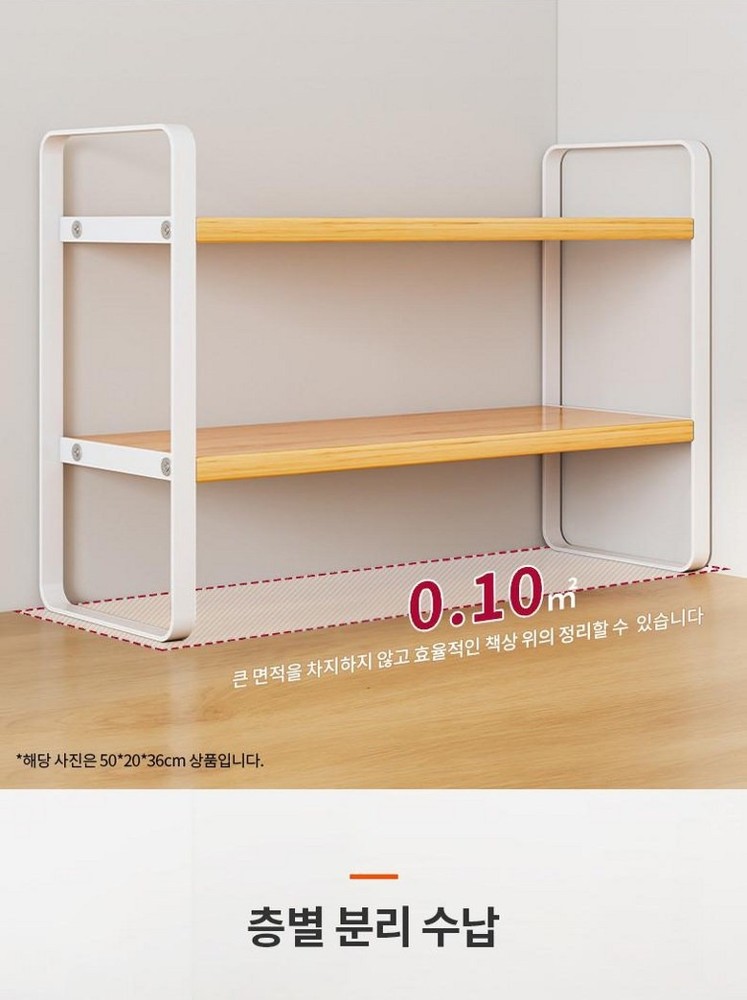 0.10㎡
큰 면적을 차지하지 않고 효율적인 책상 위의 정리할 수 있습니다
*해당 사진은 50*20*36cm 상품입니다.
층별 분리 수납